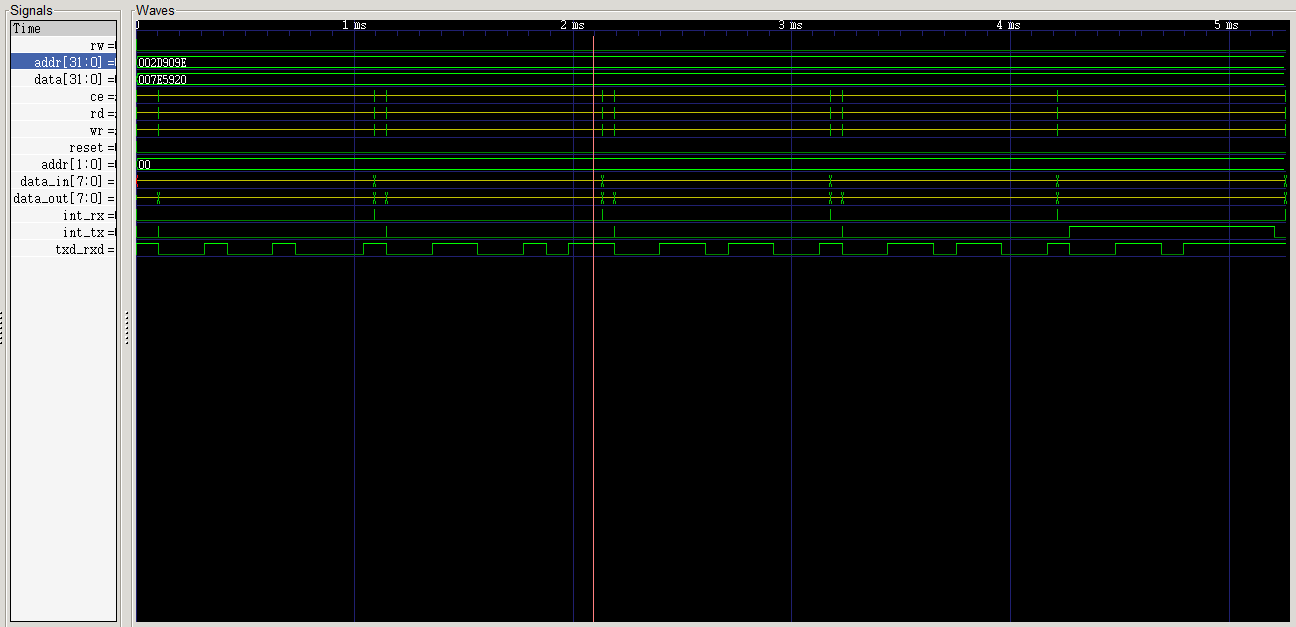 Signals
Waves
Time
1 ms
2 ms
3 ms
4 ms
5 ms
rw =
addr[31:0] =
002D909E
data[31:0] =
007E5920
ce =
rd =
wr =
reset =
addr[1:0] =
00
data_in[7:0] =
data_out[7:0] =
int_rx =
int_tx =
txd_rxd =